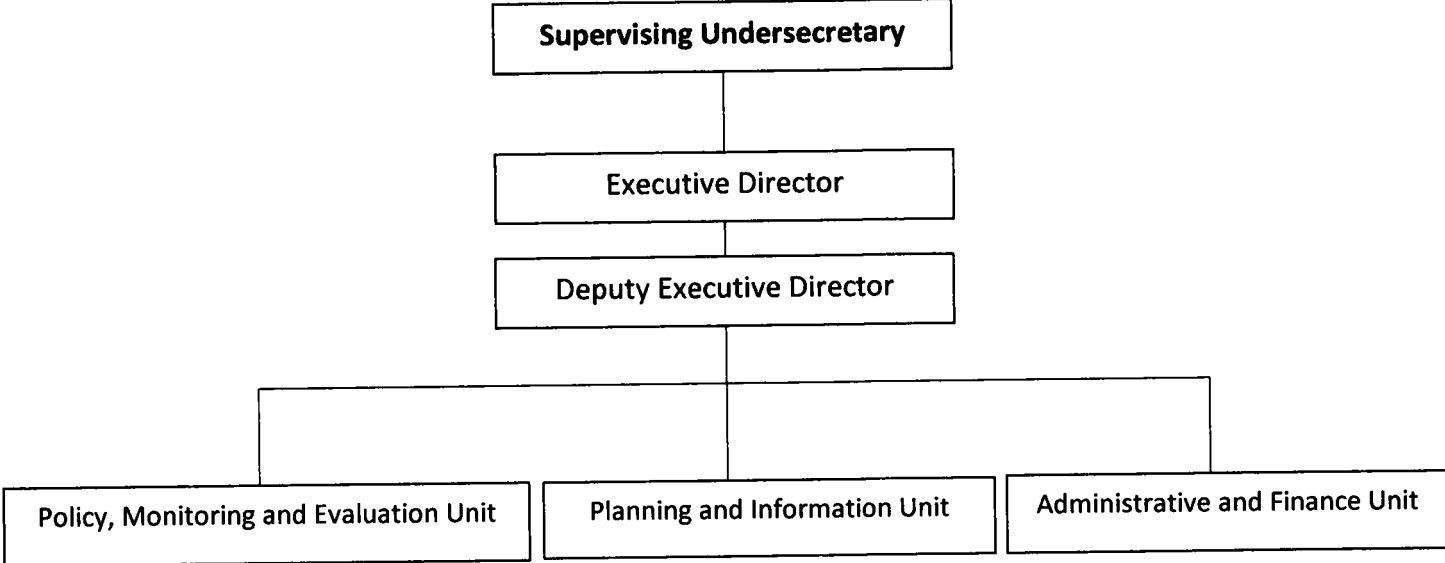 Supervising Undersecretary
Executive Director
Deputy Executive Director
Policy, Monitoring and Evaluation Unit
Planning and Information Unit
Administrative and Finance Unit